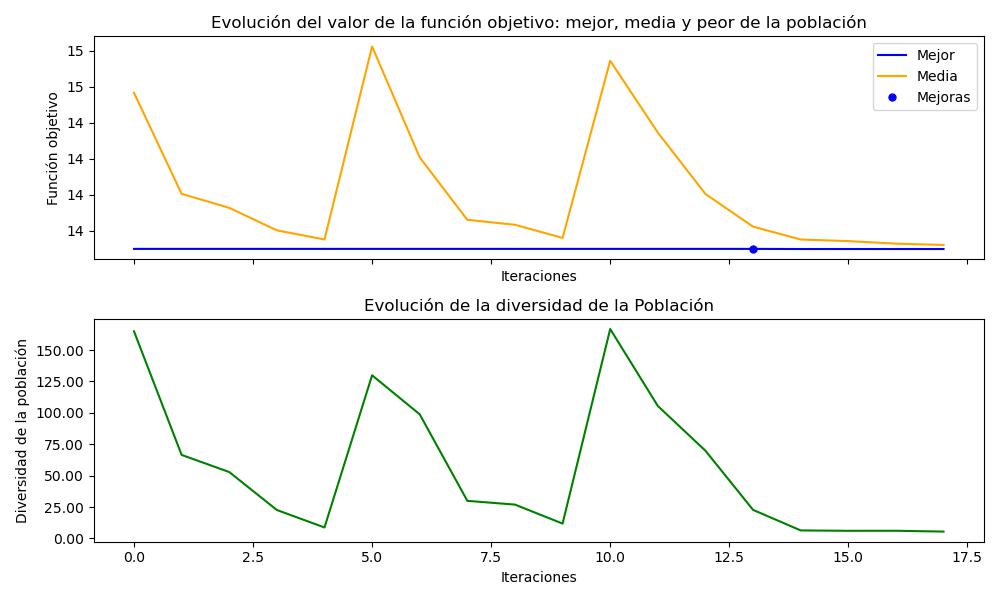 Evolución del valor de la función objetivo: mejor, media y peor de la población
Función objetivo
15
15
14
14
14
14
Mejor
Media
Mejoras
Iteraciones
Evolución de la diversidad de la Población
Diversidad de la población
150.00
125.00
100.00
75.00
50.00
25.00
0.00
0.0 2.5 5.0 7.5 10.0 12.5 15.0 17.5
Iteraciones